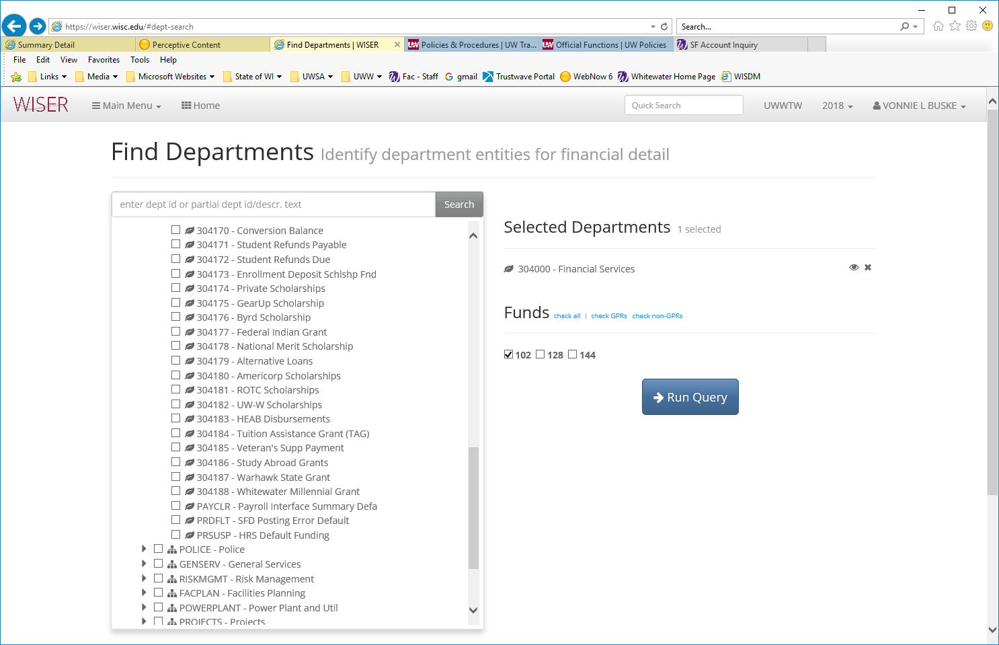 https://wiser.wisc.edu/#dept-search
Search...
Summary Detail
Perceptive Content
Find Departments | WISER
Policies & Procedures | UW Tra...
Official Functions | UW Policies
SF Account Inquiry
File Edit View Favorites Tools Help
Links Media Microsoft Websites State of WI UWSA UWW Fac - Staff gmail Trustwave Portal WebNow 6 Whitewater Home Page WISDM
WISER Main Menu Home Quick Search UWWTW 2018 VONNIE L BUSKE
Find Departments Identify department entities for financial detail
enter dept id or partial dept id/descr. text Search
304170 - Conversion Balance
304171 - Student Refunds Payable
304172 - Student Refunds Due
304173 - Enrollment Deposit Schlshp Fnd
304174 - Private Scholarships
304175 - GearUp Scholarship
304176 - Byrd Scholarship
304177 - Federal Indian Grant
304178 - National Merit Scholarship
304179 - Alternative Loans
304180 - Americorp Scholarships
304181 - ROTC Scholarships
304182 - UW-W Scholarships
304183 - HEAB Disbursements
304184 - Tuition Assistance Grant (TAG)
304185 - Veteran's Supp Payment
304186 - Study Abroad Grants
304187 - Warhawk State Grant
304188 - Whitewater Millennial Grant
PAYCLR - Payroll Interface Summary Defa
PRDFLT - SFD Posting Error Default
PRSUSP - HRS Default Funding
POLICE - Police
GENSERV - General Services
RISKMGMT - Risk Management
FACPLAN - Facilities Planning
POWERPLANT - Power Plant and Util
PROJECTS - Projects
Selected Departments 1 selected
304000 - Financial Services
Funds check all | check GPRs check non-GPRs
102 128 144
Run Query